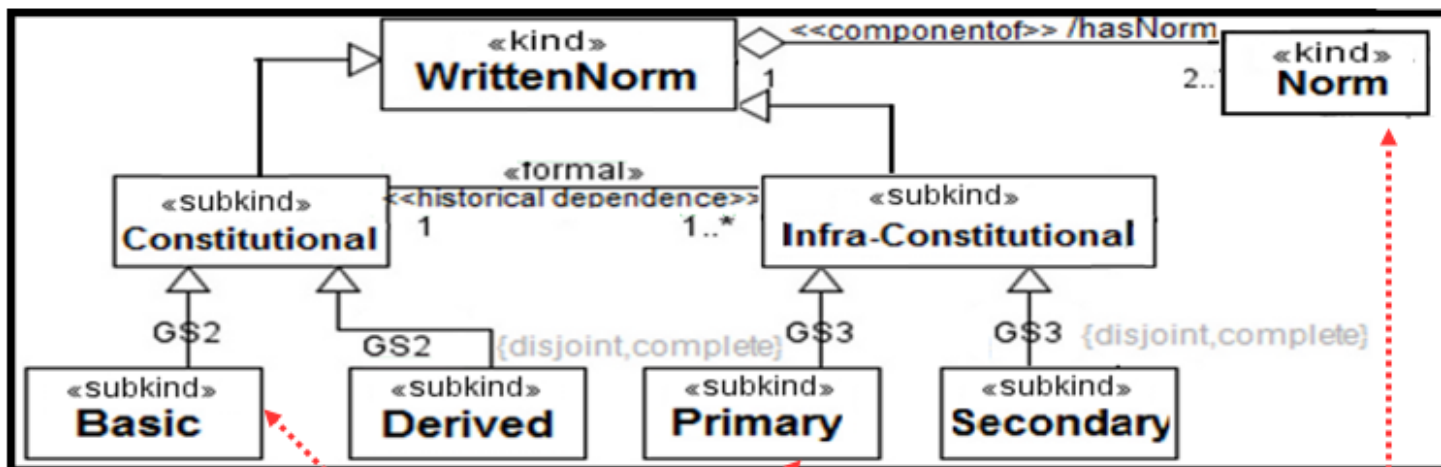 «kind»
WrittenNorm
<<componentof>> /hasNorm
1
2..
«kind»
Norm
«formal»
<<historical dependence>>
1
1..*
«subkind»
Constitutional
«subkind»
Infra-Constitutional
GS2
GS2
{disjoint,complete}
GS3
GS3
{disjoint,complete}
«subkind»
Basic
«subkind»
Derived
«subkind»
Primary
«subkind»
Secondary